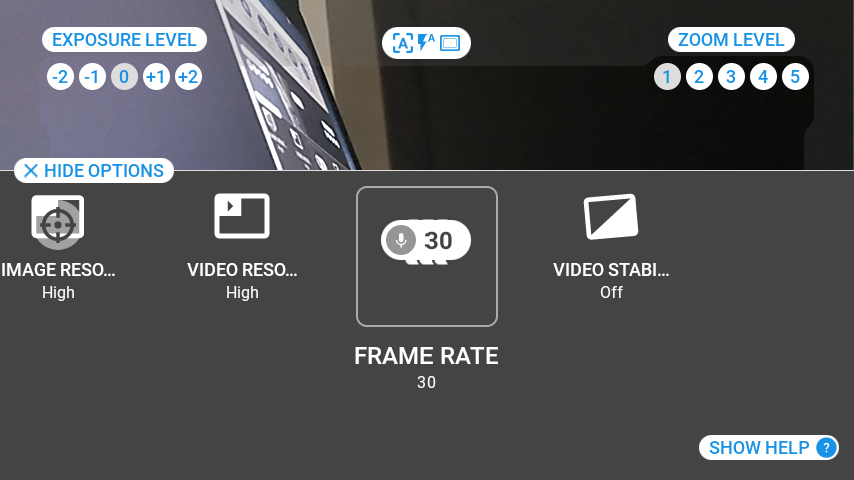 EXPOSURE LEVEL
-2 -1 0 +1 +2
A A
ZOOM LEVEL
1 2 3 4 5
HIDE OPTIONS
IMAGE RESO...
High
VIDEO RESO...
High
30
FRAME RATE
30
VIDEO STABI...
Off
SHOW HELP ?